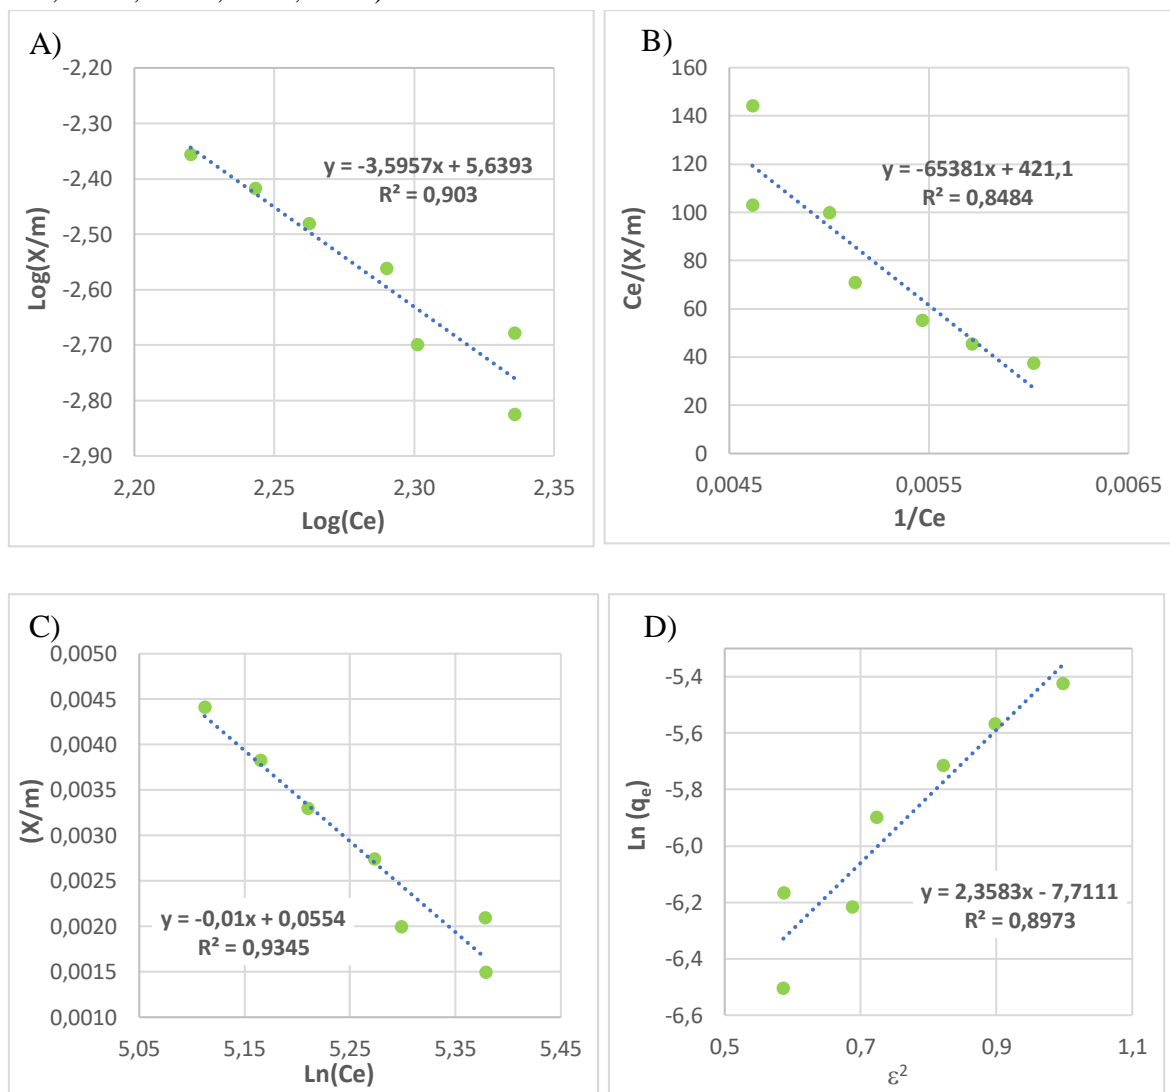 A)
-2,20
-2,30
-2,40
-2,50
-2,60
-2,70
-2,80
-2,90
2,20 2,25 2,30 2,35
Log(X/m)
Log(Ce)
y = -3,5957x + 5,6393
R² = 0,903
B)
160
140
120
100
80
60
40
20
0
0,0045 0,0055 0,0065
Ce/(X/m)
1/Ce
y = -65381x + 421,1
R² = 0,8484
C)
0,0050
0,0045
0,0040
0,0035
0,0030
0,0025
0,0020
0,0015
0,0010
5,05 5,15 5,25 5,35 5,45
(X/m)
Ln(Ce)
y = -0,01x + 0,0554
R² = 0,9345
D)
-5,4
-5,6
-5,8
-6,0
-6,2
-6,4
-6,6
0,5 0,7 0,9 1,1
Ln (qₑ)
ε²
y = 2,3583x - 7,7111
R² = 0,8973